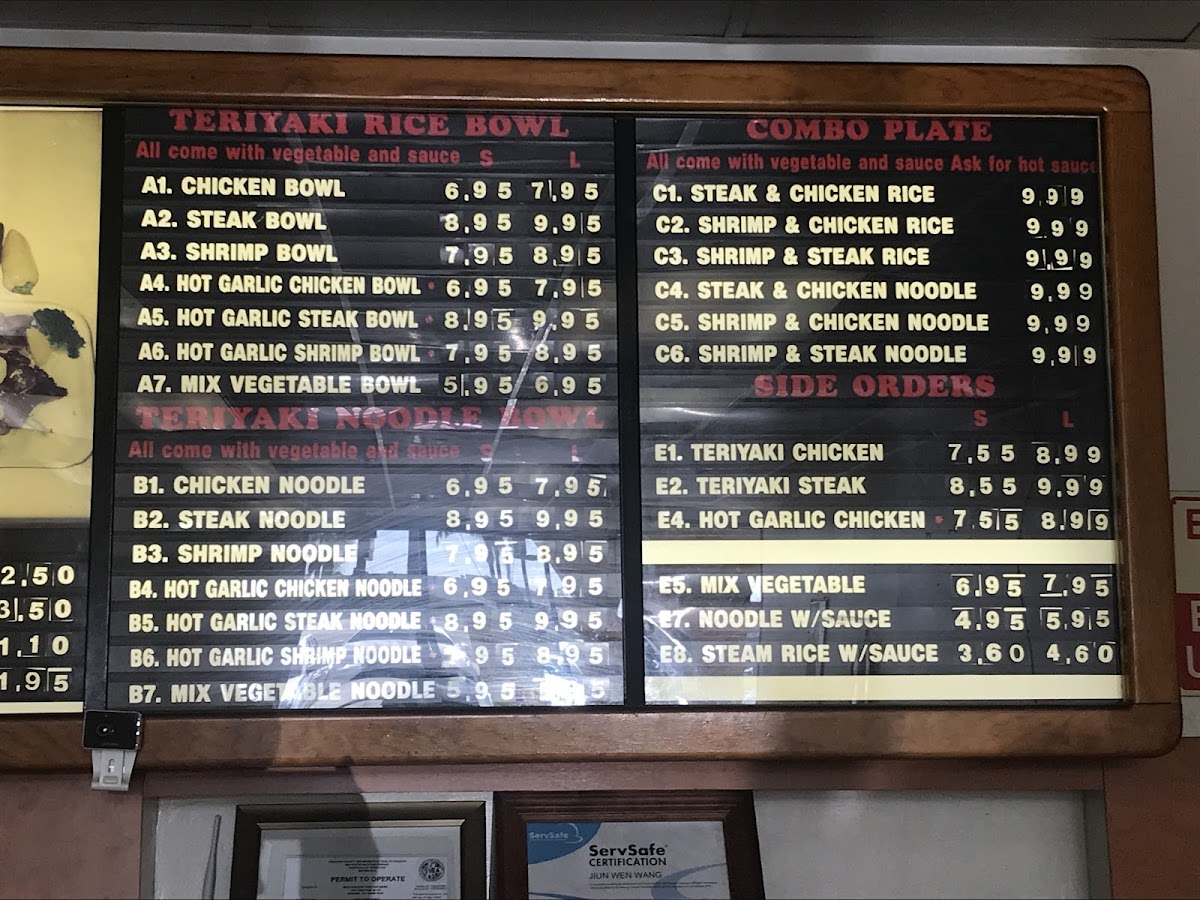 2.50
3.50
1.10
1.95
TERIYAKI RICE BOWL
All come with vegetable and sauce S L
A1. CHICKEN BOWL 6.95 7.95
A2. STEAK BOWL 8.95 9.95
A3. SHRIMP BOWL 7.95 8.95
A4. HOT GARLIC CHICKEN BOWL 6.95 7.95
A5. HOT GARLIC STEAK BOWL 8.95 9.95
A6. HOT GARLIC SHRIMP BOWL 7.95 8.95
A7. MIX VEGETABLE BOWL 5.95 6.95
TERIYAKI NOODLE BOWL
All come with vegetable and sauce S L
B1. CHICKEN NOODLE 6.95 7.95
B2. STEAK NOODLE 8.95 9.95
B3. SHRIMP NOODLE 7.95 8.95
B4. HOT GARLIC CHICKEN NOODLE 6.95 7.95
B5. HOT GARLIC STEAK NOODLE 8.95 9.95
B6. HOT GARLIC SHRIMP NOODLE 7.95 8.95
B7. MIX VEGETABLE NOODLE 5.95
COMBO PLATE
All come with vegetable and sauce Ask for hot sauce
C1. STEAK & CHICKEN RICE 9.99
C2. SHRIMP & CHICKEN RICE 9.99
C3. SHRIMP & STEAK RICE 9.99
C4. STEAK & CHICKEN NOODLE 9.99
C5. SHRIMP & CHICKEN NOODLE 9.99
C6. SHRIMP & STEAK NOODLE 9.99
SIDE ORDERS
S L
E1. TERIYAKI CHICKEN 7.55 8.99
E2. TERIYAKI STEAK 8.55 9.99
E4. HOT GARLIC CHICKEN 7.55 8.99
E5. MIX VEGETABLE 6.95 7.95
E7. NOODLE W/SAUCE 4.95 5.95
E8. STEAM RICE W/SAUCE 3.60 4.60
PERMIT TO OPERATE
ServSafe
ServSafe
CERTIFICATION
JIUN WEN WANG